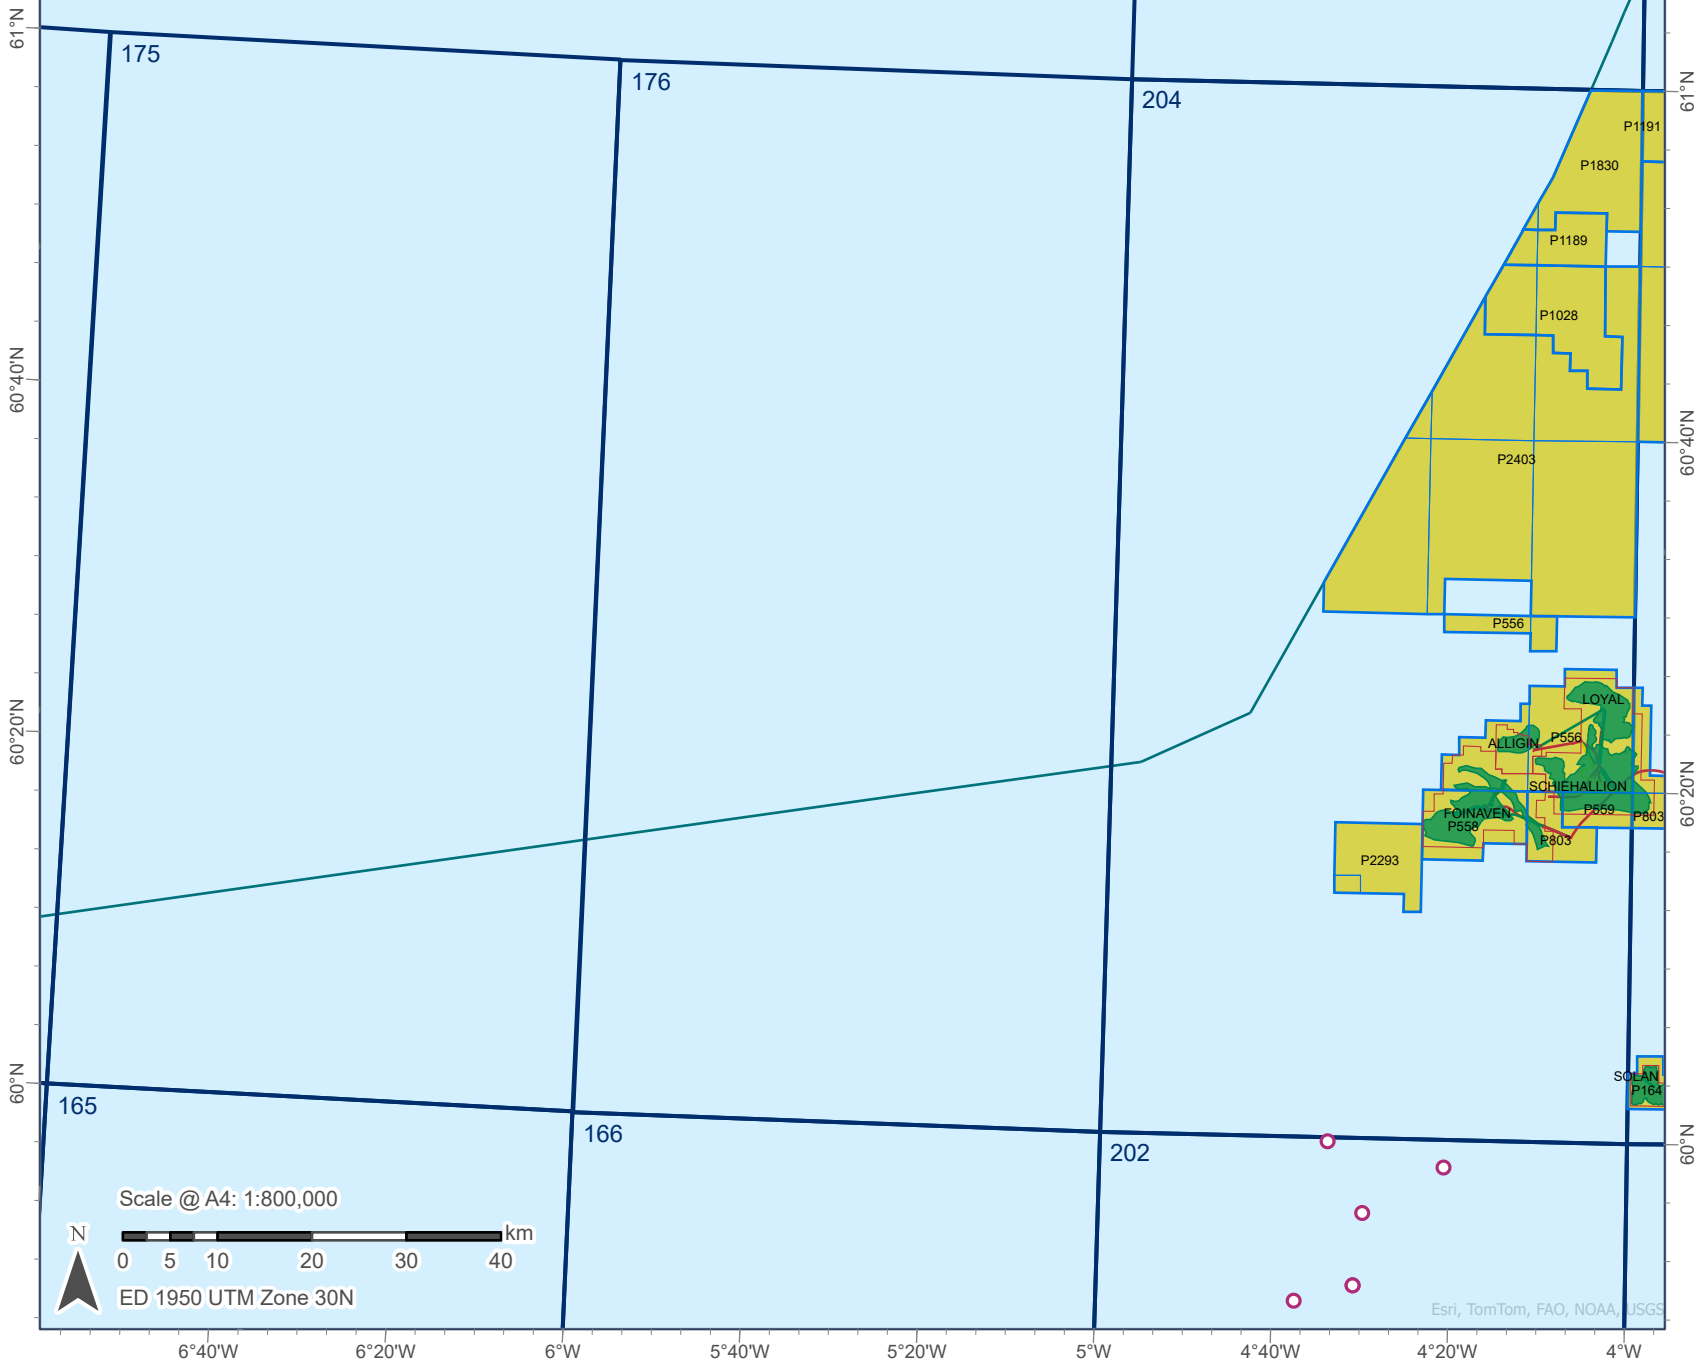 61°N
175
176
204
61°N
P1191
P1830
P1189
P1028
60°40'N
60°40'N
P2403
P556
LOYAL
60°20'N
ALLIGIN
P556
SCHIEHALLION
60°20'N
FOINAVEN
P559
P803
P558
P803
P2293
60°N
SOLAN
P164
165
166
202
60°N
Scale @ A4: 1:800,000
N
km
0 5 10 20 30 40
ED 1950 UTM Zone 30N
Esri, TomTom, FAO, NOAA, USGS
6°40'W 6°20'W 6°W 5°40'W 5°20'W 5°W 4°40'W 4°20'W 4°W